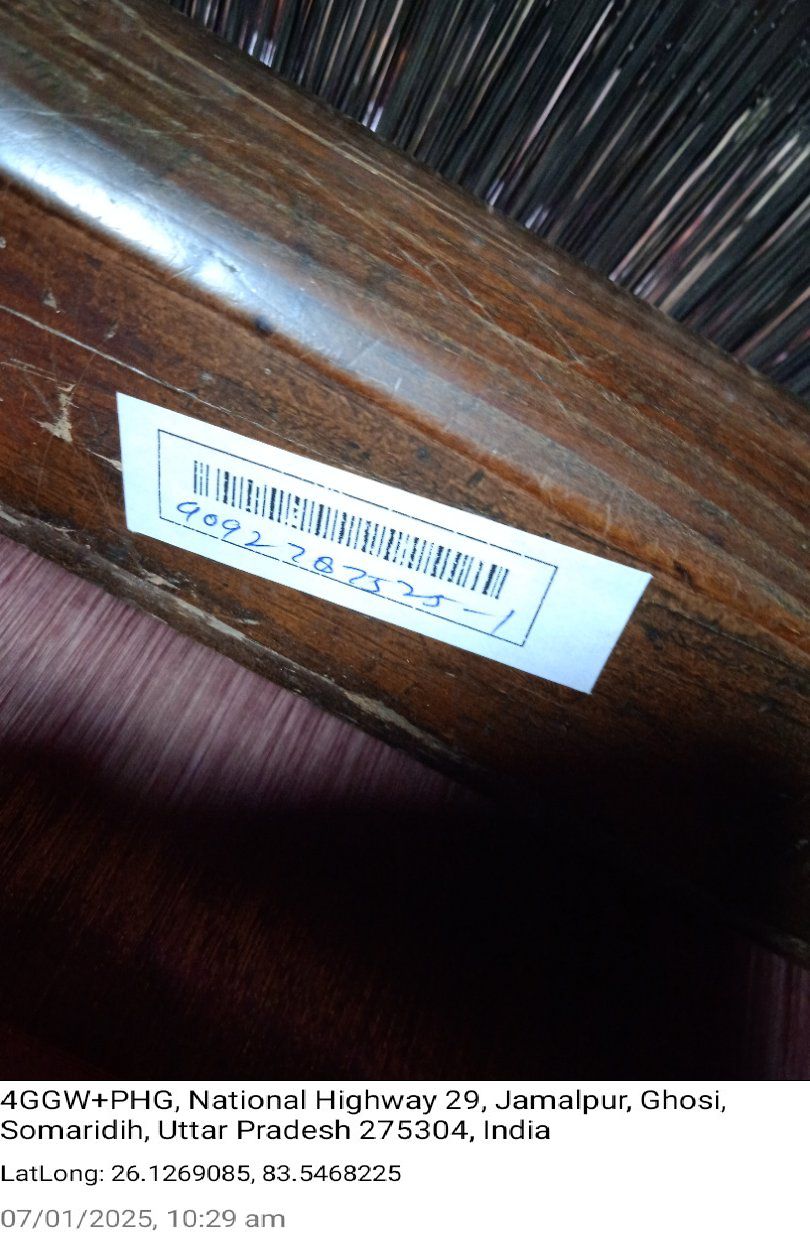 9092287525-1
4GGW+PHG, National Highway 29, Jamalpur, Ghosi,
Somaridih, Uttar Pradesh 275304, India
LatLong: 26.1269085, 83.5468225
07/01/2025, 10:29 am